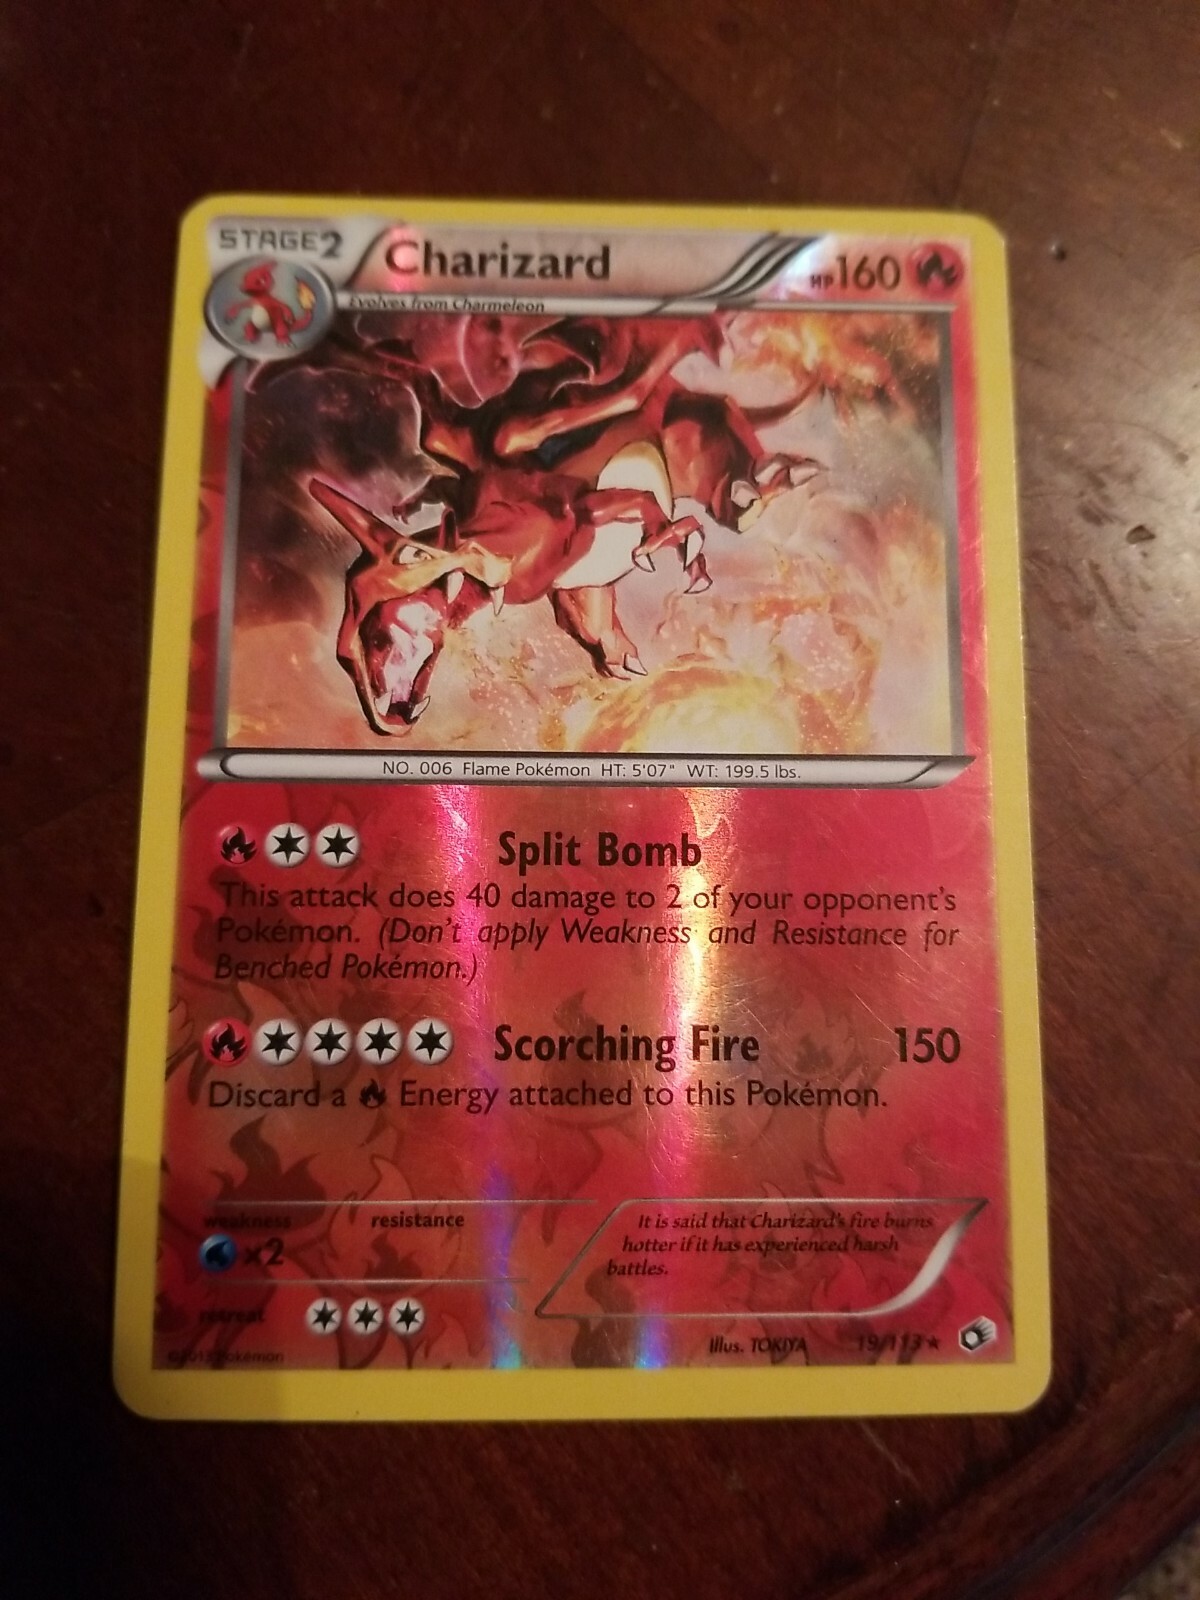 STAGE2
Charizard
HP160
Evolves from Charmeleon
NO. 006 Flame Pokémon HT: 5'07" WT: 199.5 lbs.
Split Bomb
This attack does 40 damage to 2 of your opponent's
Pokémon. (Don't apply Weakness and Resistance for
Benched Pokémon.)
Scorching Fire 150
Discard a Energy attached to this Pokémon.
weakness resistance
x2
retreat
It is said that Charizard's fire burns
hotter if it has experienced harsh
battles.
Illus. TOKIYA 19/113 ★
©2013 Pokémon